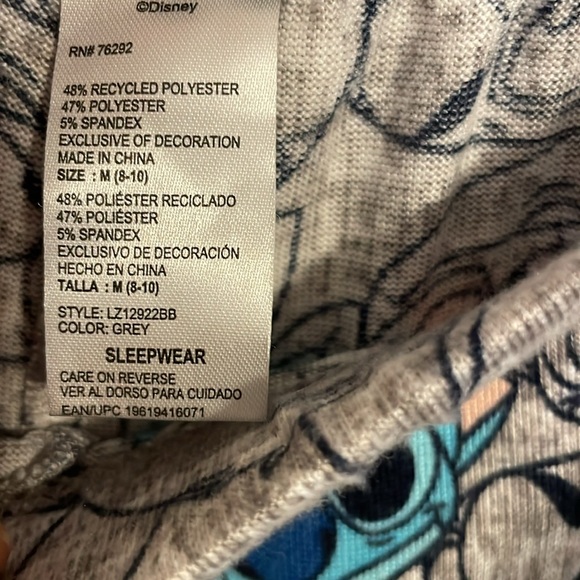 ©Disney
RN# 76292
48% RECYCLED POLYESTER
47% POLYESTER
5% SPANDEX
EXCLUSIVE OF DECORATION
MADE IN CHINA
SIZE : M (8-10)
48% POLIÉSTER RECICLADO
47% POLIÉSTER
5% SPANDEX
EXCLUSIVO DE DECORACIÓN
HECHO EN CHINA
TALLA : M (8-10)
STYLE: LZ12922BB
COLOR: GREY
SLEEPWEAR
CARE ON REVERSE
VER AL DORSO PARA CUIDADO
EAN/UPC 19619416071